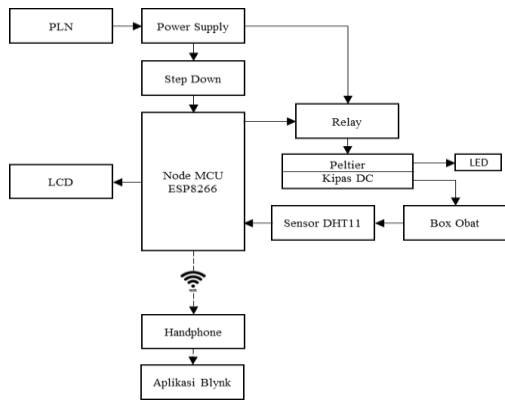 PLN
Power Supply
Step Down
Relay
Node MCU
ESP8266
LCD
Peltier
Kipas DC
LED
Sensor DHT11
Box Obat
Handphone
Aplikasi Blynk